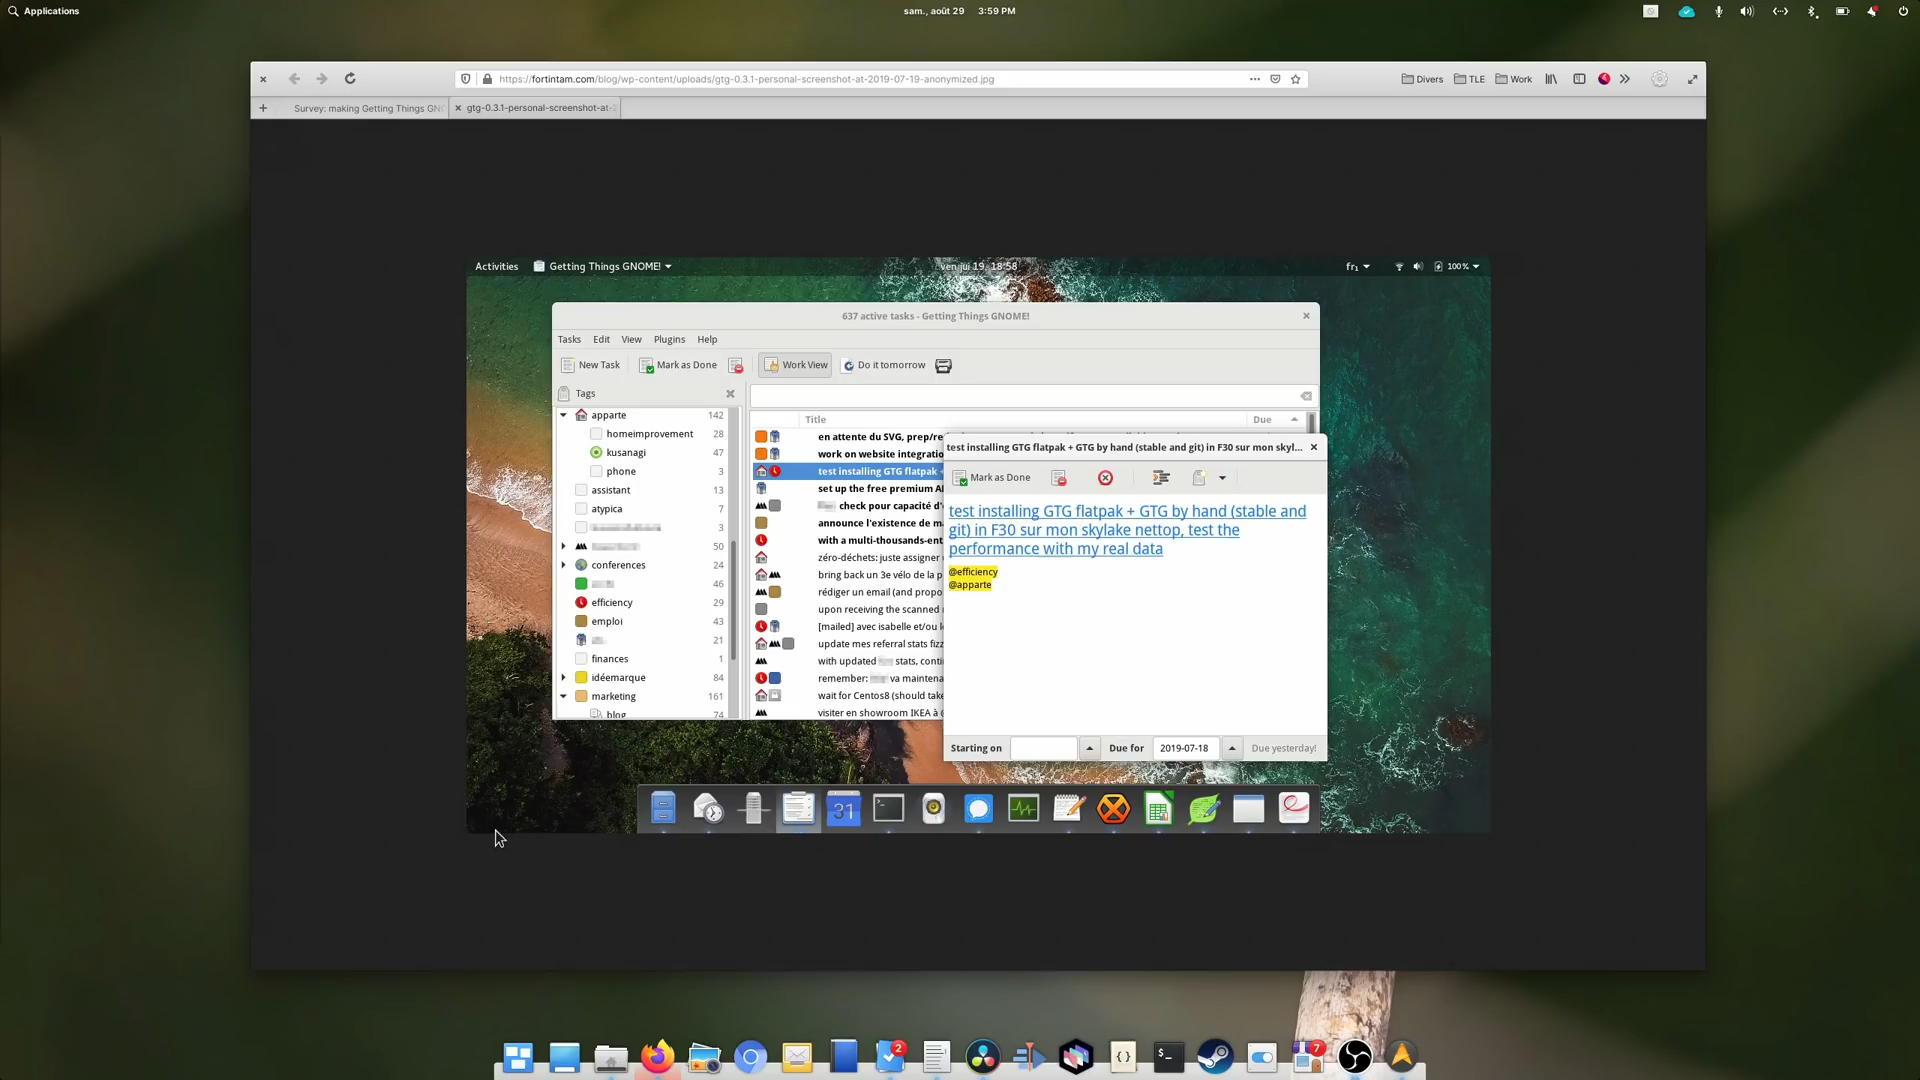 Applications
sam., août 29 3:59 PM
https://fortintam.com/blog/wp-content/uploads/gtg-0.3.1-personal-screenshot-at-2019-07-19-anonymized.jpg
Divers
TLE
Work
Survey: making Getting Things GN
gtg-0.3.1-personal-screenshot-at-
Activities
Getting Things GNOME!
ven jui 19, 18:58
fr₁
100%
637 active tasks - Getting Things GNOME!
Tasks Edit View Plugins Help
New Task
Mark as Done
Work View
Do it tomorrow
Tags
apparte 142
homeimprovement 28
kusanagi 47
phone 3
assistant 13
atypica 7
3
50
conferences 24
46
efficiency 29
emploi 43
21
finances 1
idéemarque 84
marketing 161
blog 74
Title
Due
en attente du SVG, prep/re
work on website integratio
test installing GTG flatpak +
set up the free premium A
check pour capacité d'
announce l'existence de m
with a multi-thousands-ent
zéro-déchets: juste assigner
bring back un 3e vélo de la p
rédiger un email (and propo
upon receiving the scanned
[mailed] avec isabelle et/ou l
update mes referral stats fizz
with updated stats, conti
remember: va maintena
wait for Centos8 (should take
visiter en showroom IKEA à
test installing GTG flatpak + GTG by hand (stable and git) in F30 sur mon skyl...
Mark as Done
test installing GTG flatpak + GTG by hand (stable and
git) in F30 sur mon skylake nettop, test the
performance with my real data
@efficiency
@apparte
Starting on
Due for 2019-07-18
Due yesterday!
31
2
7